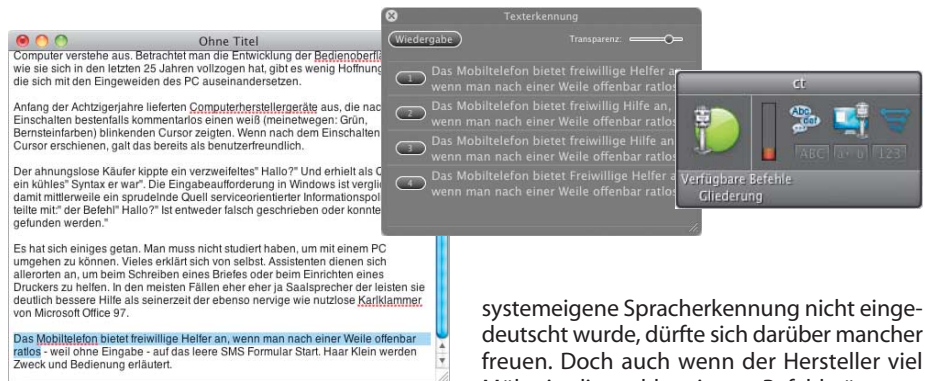 Ohne Titel
Computer verstehe aus. Betrachtet man die Entwicklung der Bedienoberflä
wie sie sich in den letzten 25 Jahren vollzogen hat, gibt es wenig Hoffnung
die sich mit den Eingeweiden des PC auseinandersetzen.
Anfang der Achtzigerjahre lieferten Computerherstellergeräte aus, die nac
Einschalten bestenfalls kommentarlos einen weiß (meinetwegen: Grün,
Bernsteinfarben) blinkenden Cursor zeigten. Wenn nach dem Einschalten
Cursor erschienen, galt das bereits als benutzerfreundlich.
Der ahnungslose Käufer kippte ein verzweifeltes" Hallo?" Und erhielt als
ein kühles" Syntax er war". Die Eingabeaufforderung in Windows ist vergli
damit mittlerweile ein sprudelnde Quell serviceorientierter Informationspol
teilte mit:" der Befehl" Hallo?" Ist entweder falsch geschrieben oder konnte
gefunden werden."
Es hat sich einiges getan. Man muss nicht studiert haben, um mit einem PC
umgehen zu können. Vieles erklärt sich von selbst. Assistenten dienen sich
allerorten an, um beim Schreiben eines Briefes oder beim Einrichten eines
Druckers zu helfen. In den meisten Fällen eher eher ja Saalsprecher der leisten sie
deutlich bessere Hilfe als seinerzeit der ebenso nervige wie nutzlose Karlklammer
von Microsoft Office 97.
Das Mobiltelefon bietet freiwillige Helfer an, wenn man nach einer Weile offenbar
ratlos - weil ohne Eingabe - auf das leere SMS Formular Start. Haar Klein werden
Zweck und Bedienung erläutert.
Texterkennung
Wiedergabe Transparenz:
1 Das Mobiltelefon bietet freiwillige Helfer an,
wenn man nach einer Weile offenbar ratlos
2 Das Mobiltelefon bietet freiwillig Hilfe an,
wenn man nach einer Weile offenbar ratlos
3 Das Mobiltelefon bietet freiwillige Hilfe an,
wenn man nach einer Weile offenbar ratlos
4 Das Mobiltelefon bietet Freiwillige Helfer a
wenn man nach einer Weile offenbar ratlos
ct
Abc def
ABC 123
Verfügbare Befehle
Gliederung
systemeigene Spracherkennung nicht einge-
deutscht wurde, dürfte sich darüber mancher
freuen. Doch auch wenn der Hersteller viel